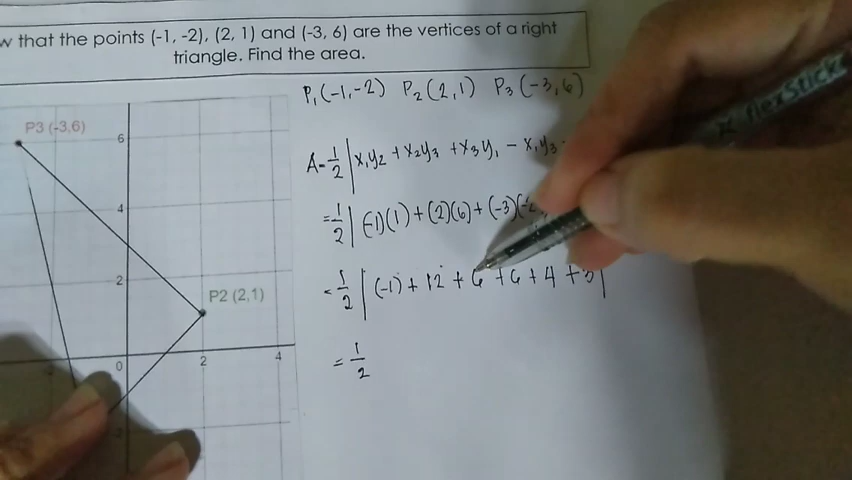 w that the points (-1, -2), (2, 1) and (-3, 6) are the vertices of a right
triangle. Find the area.
P₁(-1,-2) P₂(2,1) P₃(-3,6)
P3 (-3,6)
6
4
2
P2 (2,1)
0
2
4
A=1/2|x₁y₂ + x₂y₃ + x₃y₁ - x₁y₃ -
=1/2|(-1)(1) + (2)(6) + (-3)(-2
=1/2|(-1) + 12 + 6 + 6 + 4 + 3|
=1/2
flexstick